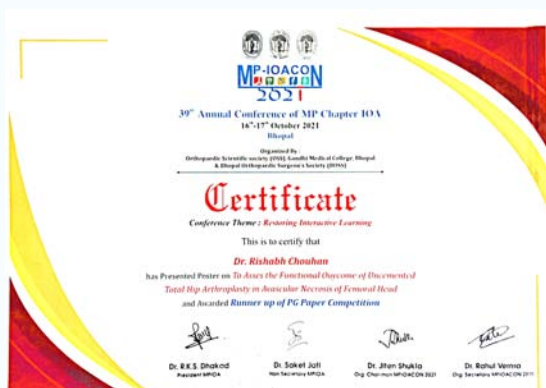 MP-IOACON
2021
39th Annual Conference of MP Chapter IOA
16th-17th October 2021
Bhopal
Organized By :
Orthopaedic Scientific society (OSS), Gandhi Medical College, Bhopal
& Bhopal Orthopaedic Surgeon's Society (BOSS)
Certificate
Conference Theme : Restoring Interactive Learning
This is to certify that
Dr. Rishabh Chouhan
has Presented Poster on To Asses the Functional Ouycome of Uncemented
Total Hip Arthroplasty in Avascular Necrosis of Femoral Head
and Awarded Runner up of PG Paper Competition
Dr. R.K.S. Dhakad
President MPIOA
Dr. Saket Jati
Hon Secretary MPIOA
Dr. Jiten Shukla
Org. Chairman MPIOACON 2021
Dr. Rahul Verma
Org. Secretary MPIOACON 2021